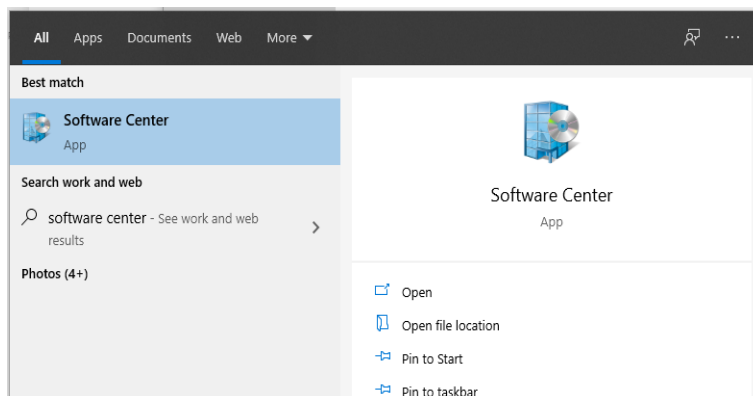 All Apps Documents Web More
Best match
Software Center
App
Search work and web
software center - See work and web
results
Photos (4+)
Software Center
App
Open
Open file location
Pin to Start
Pin to taskbar